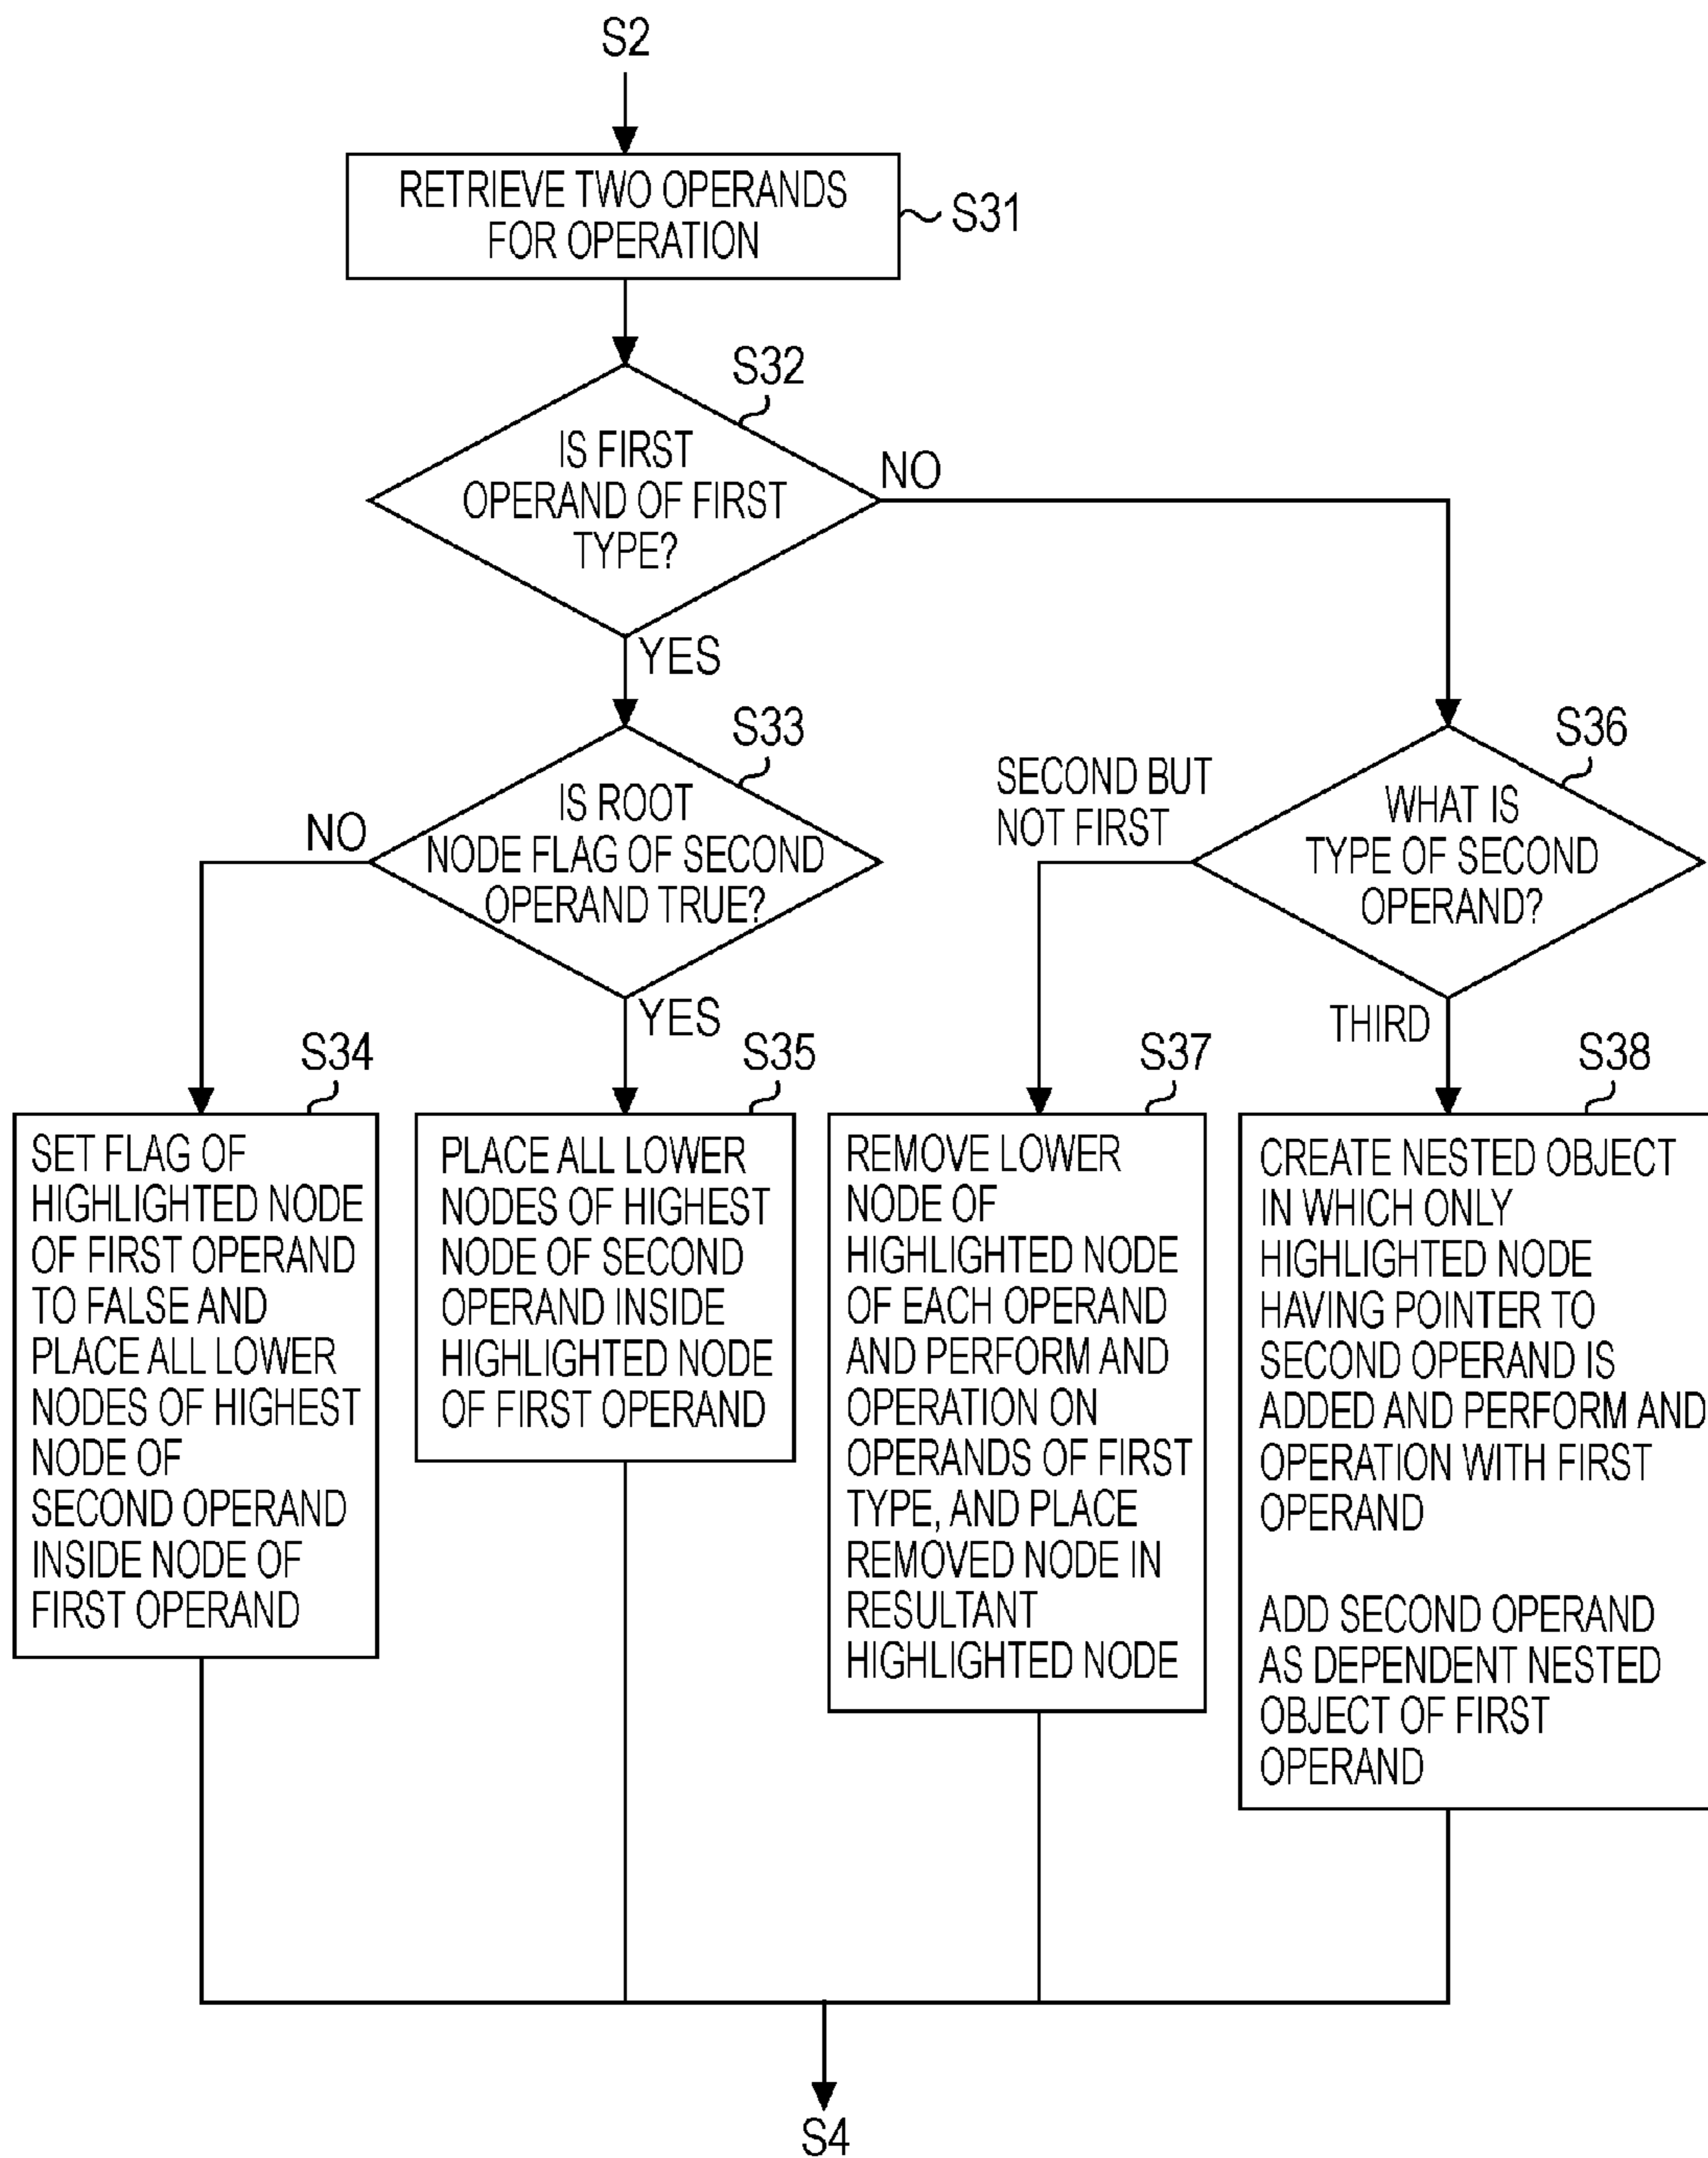 S2
RETRIEVE TWO OPERANDS
FOR OPERATION
S31
S32
IS FIRST
OPERAND OF FIRST
TYPE?
NO
YES
S33
IS ROOT
NODE FLAG OF SECOND
OPERAND TRUE?
NO
YES
S36
WHAT IS
TYPE OF SECOND
OPERAND?
SECOND BUT
NOT FIRST
THIRD
S34
SET FLAG OF
HIGHLIGHTED NODE
OF FIRST OPERAND
TO FALSE AND
PLACE ALL LOWER
NODES OF HIGHEST
NODE OF
SECOND OPERAND
INSIDE NODE OF
FIRST OPERAND
S35
PLACE ALL LOWER
NODES OF HIGHEST
NODE OF SECOND
OPERAND INSIDE
HIGHLIGHTED NODE
OF FIRST OPERAND
S37
REMOVE LOWER
NODE OF
HIGHLIGHTED NODE
OF EACH OPERAND
AND PERFORM AND
OPERATION ON
OPERANDS OF FIRST
TYPE, AND PLACE
REMOVED NODE IN
RESULTANT
HIGHLIGHTED NODE
S38
CREATE NESTED OBJECT
IN WHICH ONLY
HIGHLIGHTED NODE
HAVING POINTER TO
SECOND OPERAND IS
ADDED AND PERFORM AND
OPERATION WITH FIRST
OPERAND
ADD SECOND OPERAND
AS DEPENDENT NESTED
OBJECT OF FIRST
OPERAND
S4